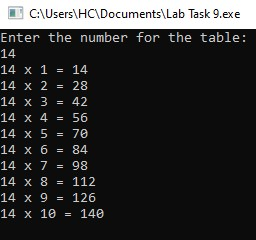 C:\Users\HC\Documents\Lab Task 9.exe
Enter the number for the table:
14
14 x 1 = 14
14 x 2 = 28
14 x 3 = 42
14 x 4 = 56
14 x 5 = 70
14 x 6 = 84
14 x 7 = 98
14 x 8 = 112
14 x 9 = 126
14 x 10 = 140